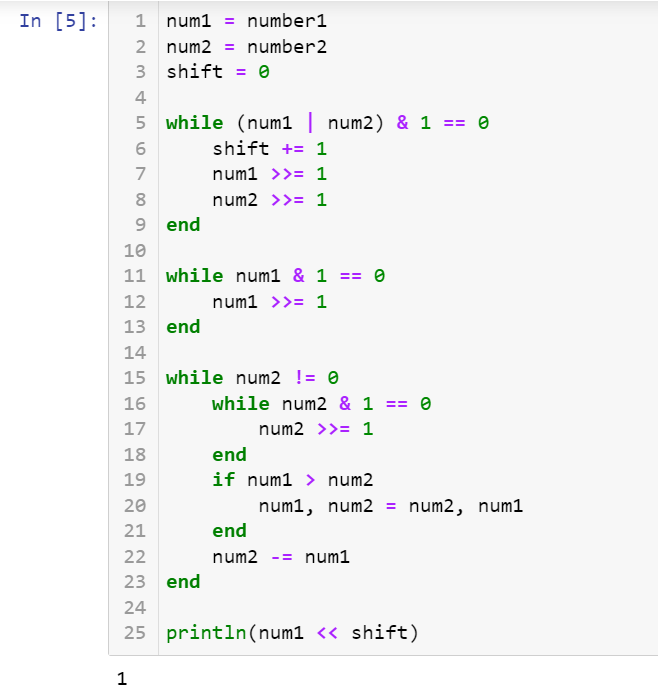 In [5]:
1 num1 = number1
2 num2 = number2
3 shift = 0
4
5 while (num1 | num2) & 1 == 0
6     shift += 1
7     num1 >>= 1
8     num2 >>= 1
9 end
10
11 while num1 & 1 == 0
12     num1 >>= 1
13 end
14
15 while num2 != 0
16     while num2 & 1 == 0
17         num2 >>= 1
18     end
19     if num1 > num2
20         num1, num2 = num2, num1
21     end
22     num2 -= num1
23 end
24
25 println(num1 << shift)
1